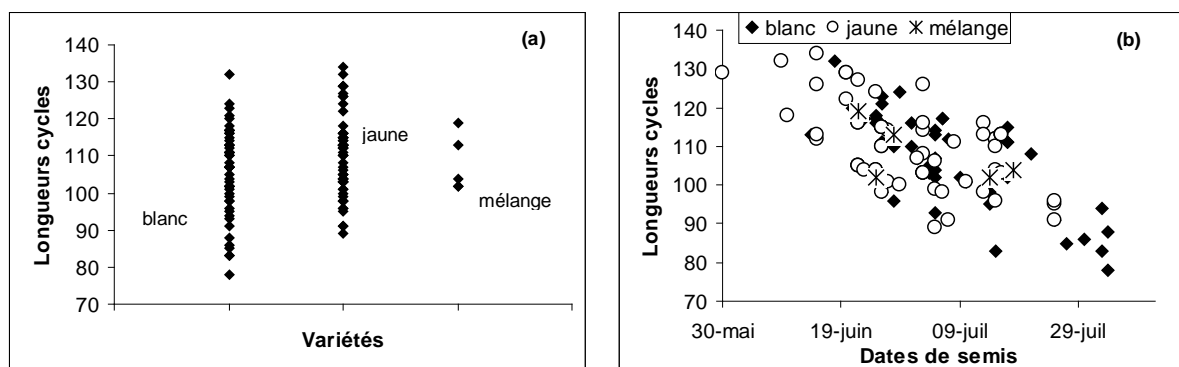 (a)
Longueurs cycles
140
130
120
110
100
90
80
70
blanc
jaune
mélange
Variétés
blanc jaune mélange
(b)
Longueurs cycles
140
130
120
110
100
90
80
70
30-mai 19-juin 09-juil 29-juil
Dates de semis